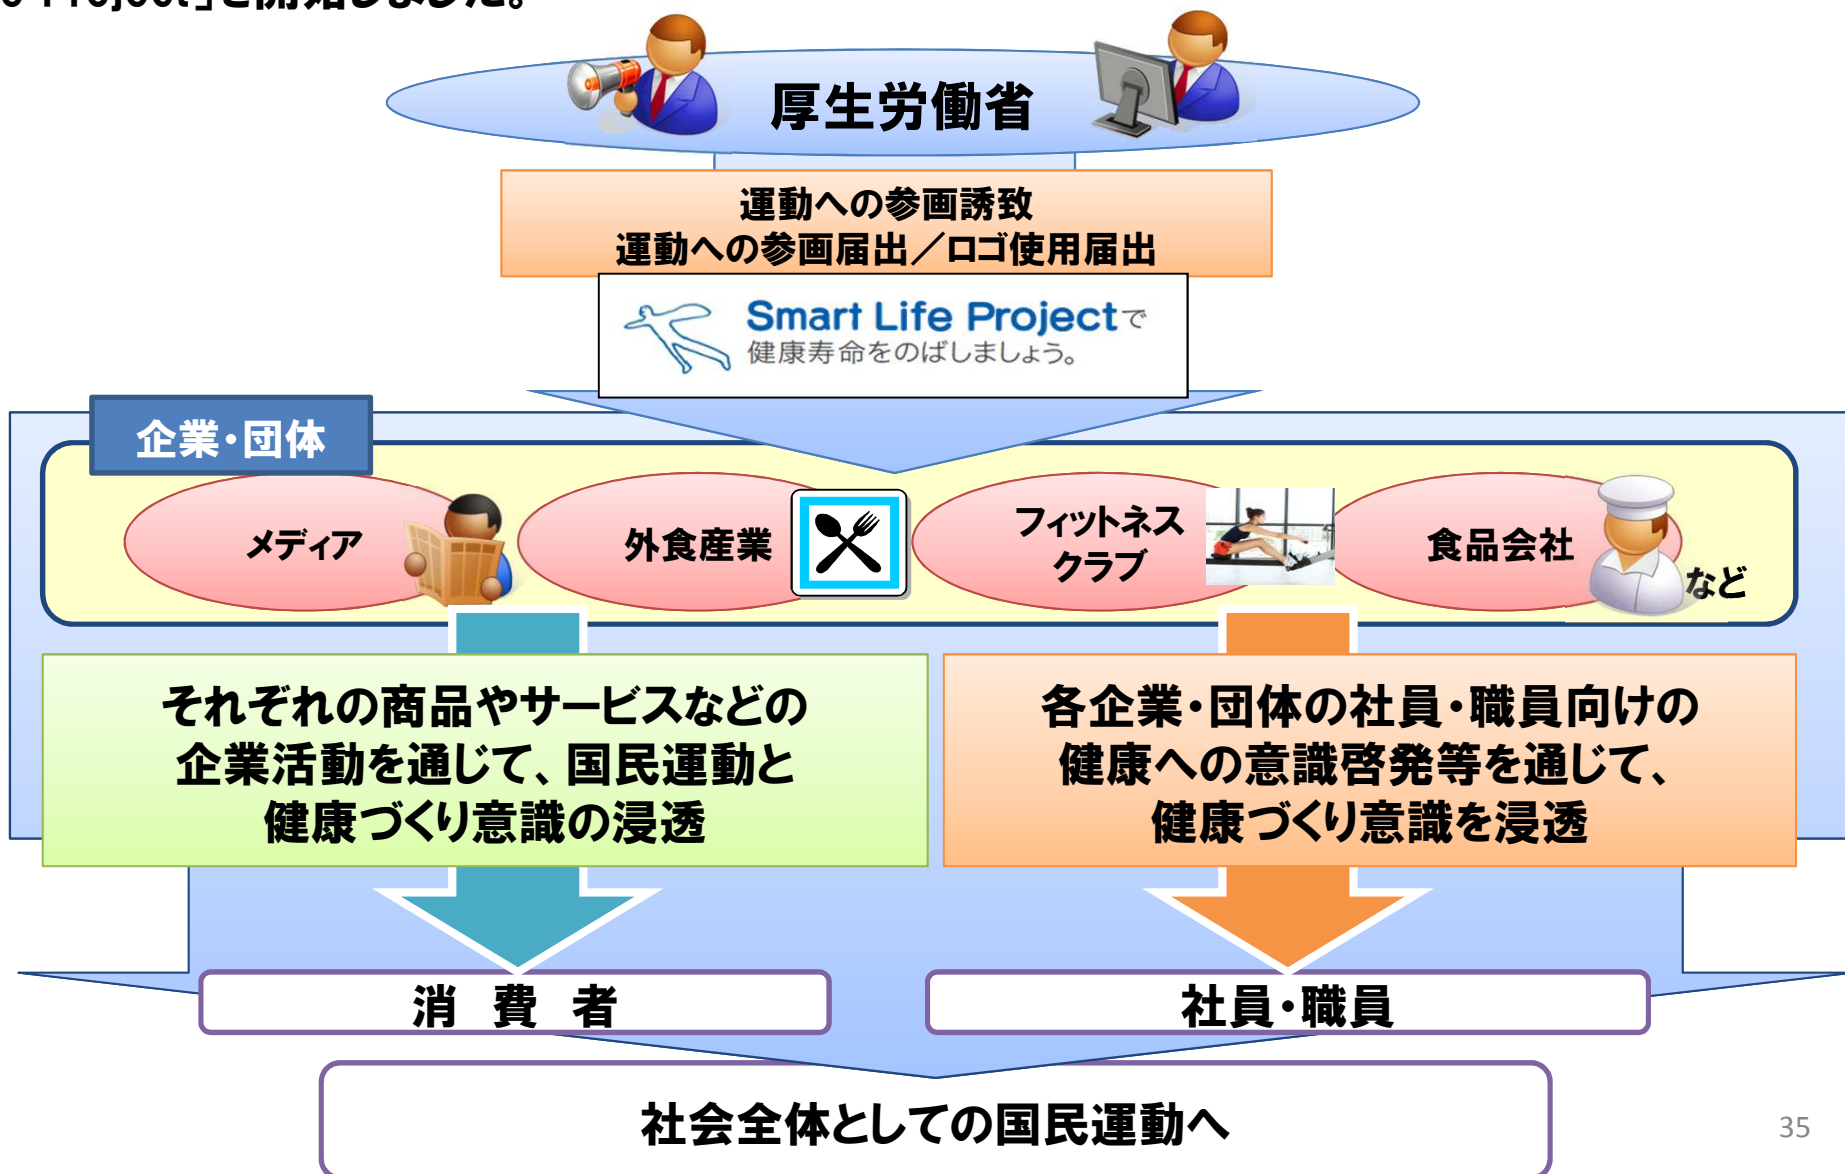 Project」を開始しました。
厚生労働省
運動への参画誘致
運動への参画届出／ロゴ使用届出
Smart Life Projectで
健康寿命をのばしましょう。
企業・団体
メディア
外食産業
フィットネス
クラブ
食品会社
など
それぞれの商品やサービスなどの
企業活動を通じて、国民運動と
健康づくり意識の浸透
各企業・団体の社員・職員向けの
健康への意識啓発等を通じて、
健康づくり意識を浸透
消　費　者
社員・職員
社会全体としての国民運動へ
35